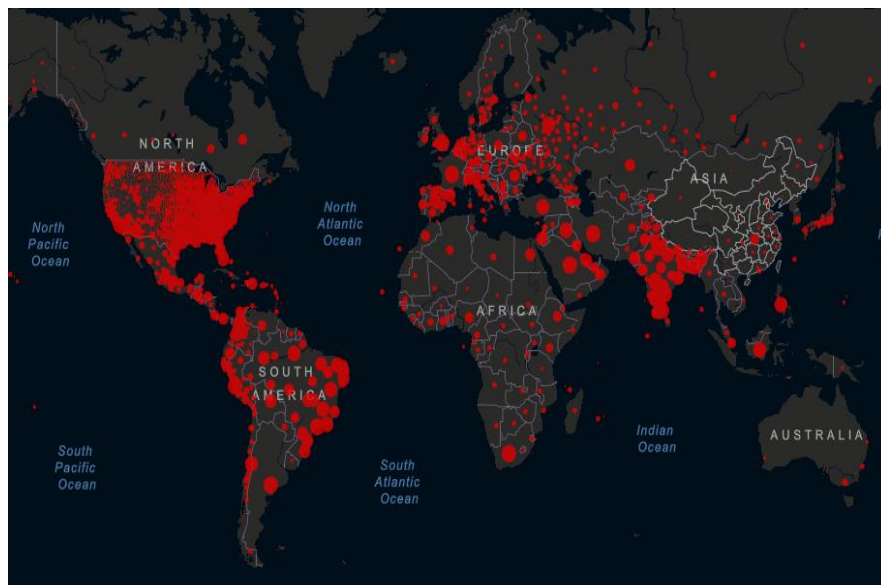 NORTH
AMERICA
EUROPE
ASIA
North
Pacific
Ocean
North
Atlantic
Ocean
AFRICA
SOUTH
AMERICA
South
Pacific
Ocean
South
Atlantic
Ocean
Indian
Ocean
AUSTRALIA